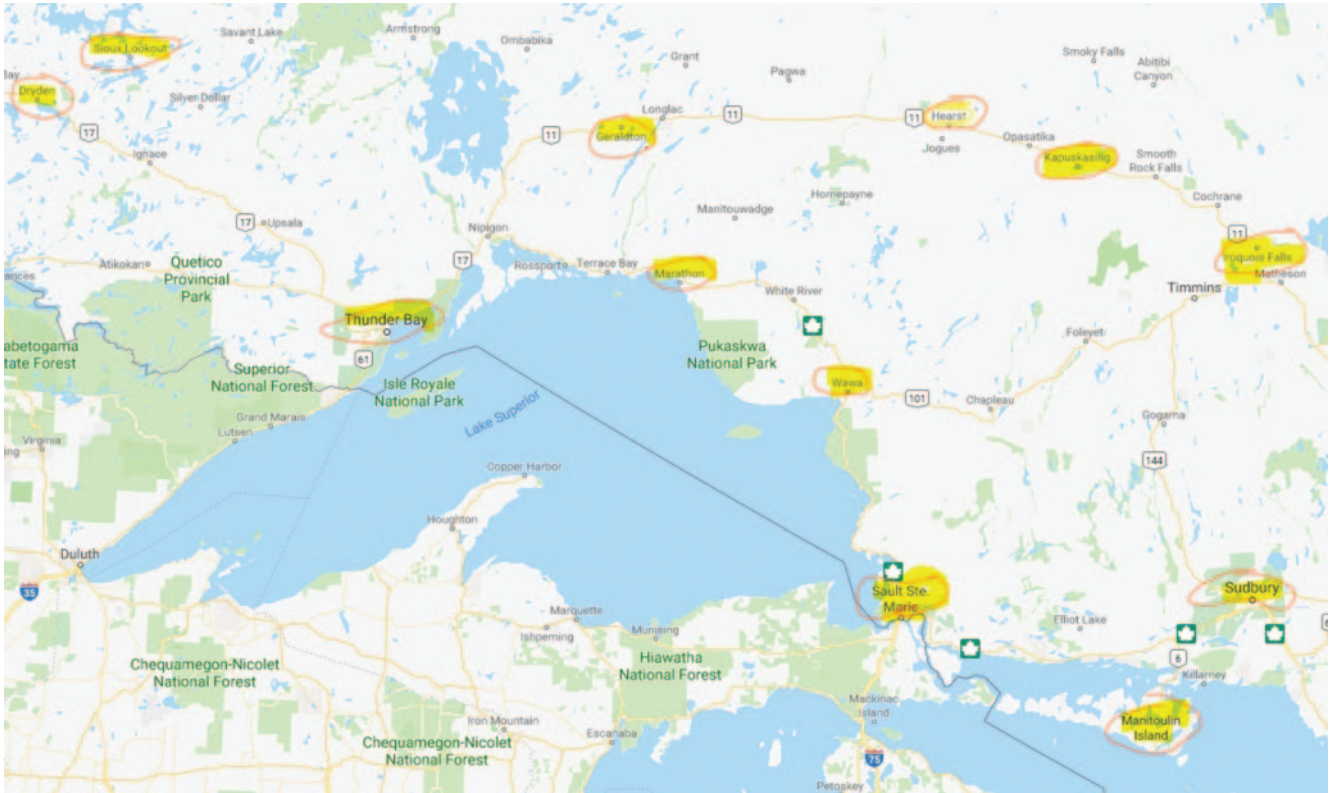 Savant Lake
Armstrong
Ombabika
Sioux Lookout
Grant
Smoky Falls
Abitibi
Canyon
Bay
Pagwa
Dryden
Silver Dollar
Longlac
11
Hearst
11
11
Geraldton
17
Jogues
Opasatika
Ignace
Kapuskasing
Smooth
Rock Falls
Hornepayne
Cochrane
Manitouwadge
17
Upsala
Nipigon
11
Iroquois Falls
Atikokan
Quetico
Provincial
Park
17
Rossport
Terrace Bay
Marathon
Matheson
ances
White River
Timmins
Thunder Bay
Foleyet
abetogama
tate Forest
61
Pukaskwa
National Park
Superior
National Forest
Isle Royale
National Park
Wawa
101
Chapleau
Lake Superior
Grand Marais
Gogama
Lutsen
Virginia
ing
144
Copper Harbor
Houghton
Duluth
35
Sault Ste.
Marie
Sudbury
Marquette
Elliot Lake
Ishpeming
Munising
6
6
Hiawatha
National Forest
Killarney
Chequamegon-Nicolet
National Forest
Mackinac
Island
Manitoulin
Island
Iron Mountain
Escanaba
Chequamegon-Nicolet
National Forest
75
Petoskey